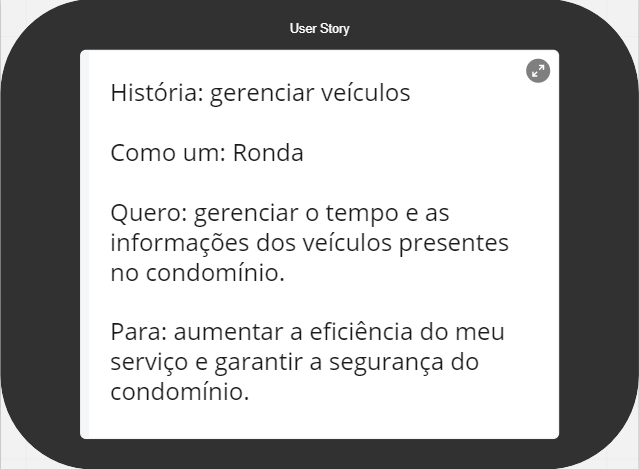 User Story
História: gerenciar veículos
Como um: Ronda
Quero: gerenciar o tempo e as
informações dos veículos presentes
no condomínio.
Para: aumentar a eficiência do meu
serviço e garantir a segurança do
condomínio.